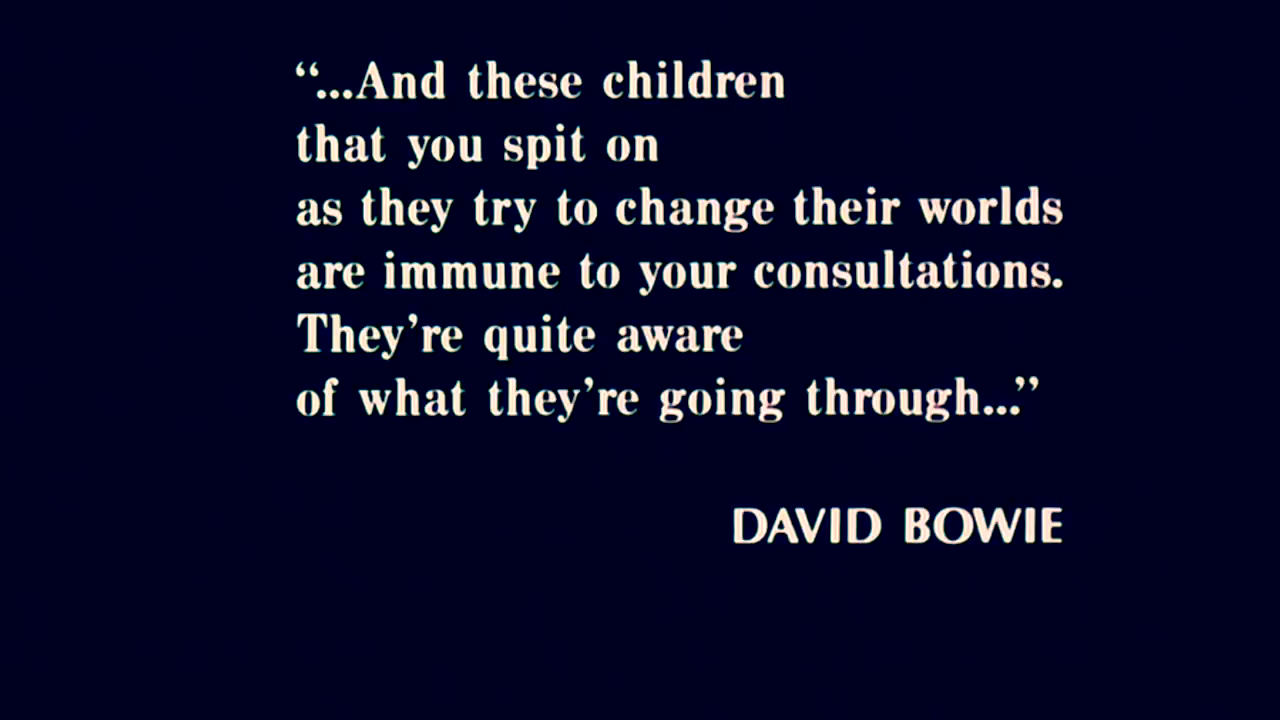 “...And these children
that you spit on
as they try to change their worlds
are immune to your consultations.
They’re quite aware
of what they’re going through...”
DAVID BOWIE